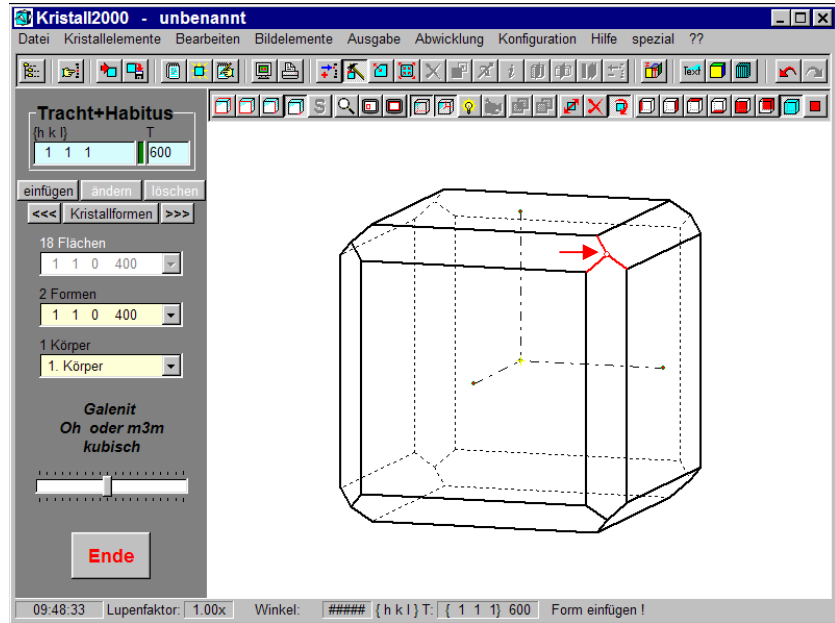 Kristall2000 - unbenannt
Datei Kristallelemente Bearbeiten Bildelemente Ausgabe Abwicklung Konfiguration Hilfe spezial ??
Text
S
Tracht+Habitus
{h k l} T
1 1 1 600
einfügen ändern löschen
<<< Kristallformen >>>
18 Flächen
1 1 0 400
2 Formen
1 1 0 400
1 Körper
1. Körper
Galenit
Oh oder m3m
kubisch
Ende
09:48:33 Lupenfaktor: 1.00x Winkel: ##### { h k l } T: { 1 1 1} 600 Form einfügen !